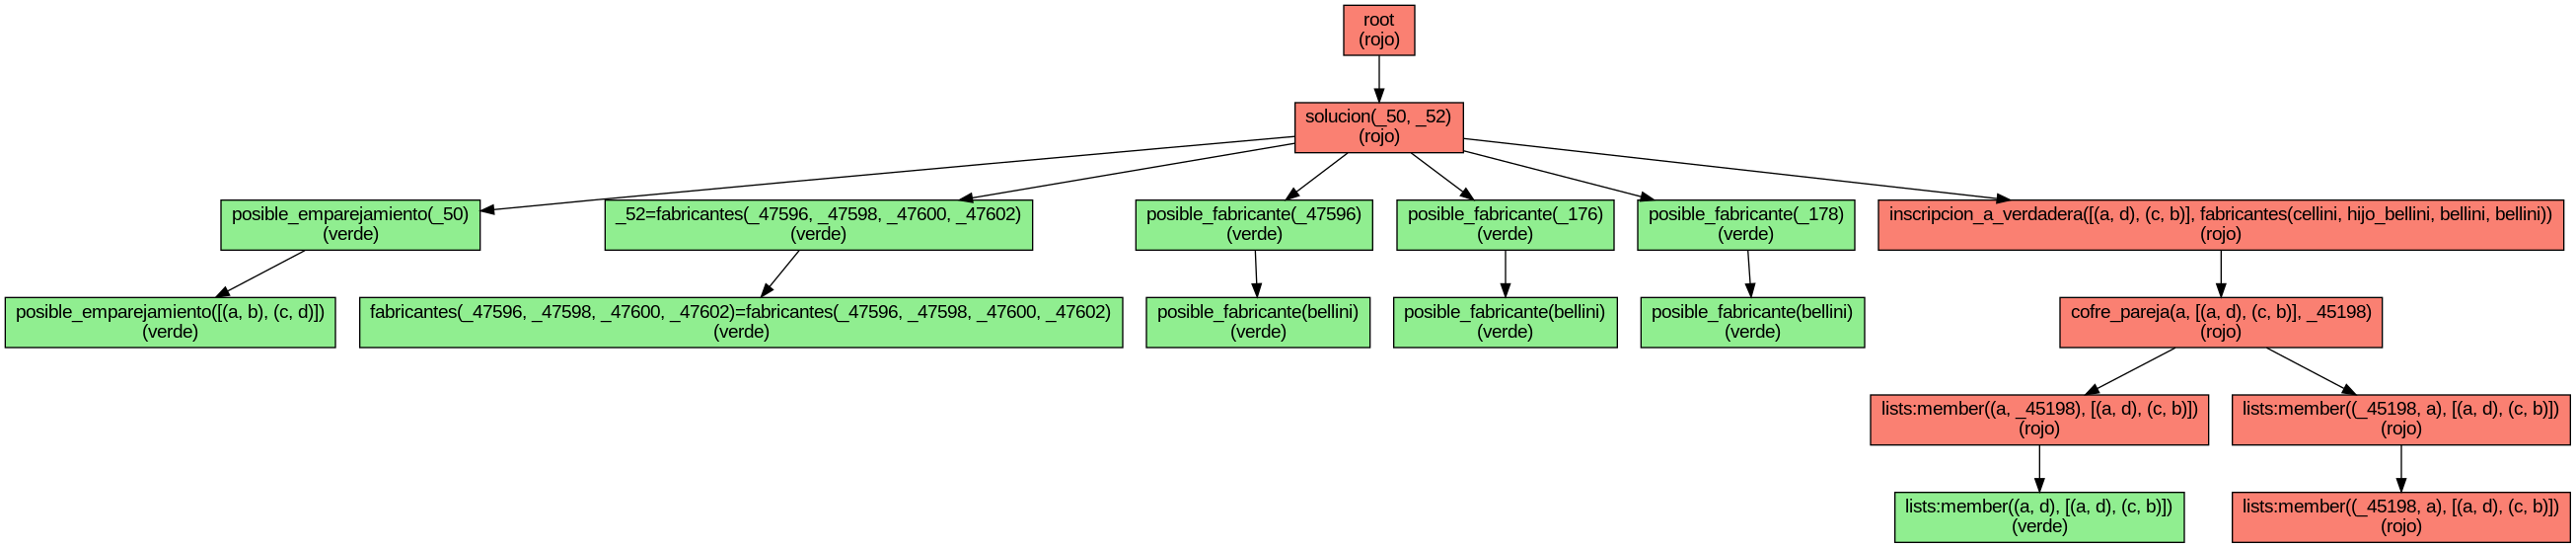 root
(rojo)
solucion(_50, _52)
(rojo)
posible_emparejamiento(_50)
(verde)
_52=fabricantes(_47596, _47598, _47600, _47602)
(verde)
posible_fabricante(_47596)
(verde)
posible_fabricante(_176)
(verde)
posible_fabricante(_178)
(verde)
inscripcion_a_verdadera([(a, d), (c, b)], fabricantes(cellini, hijo_bellini, bellini, bellini))
(rojo)
posible_emparejamiento([(a, b), (c, d)])
(verde)
fabricantes(_47596, _47598, _47600, _47602)=fabricantes(_47596, _47598, _47600, _47602)
(verde)
posible_fabricante(bellini)
(verde)
posible_fabricante(bellini)
(verde)
posible_fabricante(bellini)
(verde)
cofre_pareja(a, [(a, d), (c, b)], _45198)
(rojo)
lists:member((a, _45198), [(a, d), (c, b)])
(rojo)
lists:member((_45198, a), [(a, d), (c, b)])
(rojo)
lists:member((a, d), [(a, d), (c, b)])
(verde)
lists:member((_45198, a), [(a, d), (c, b)])
(rojo)